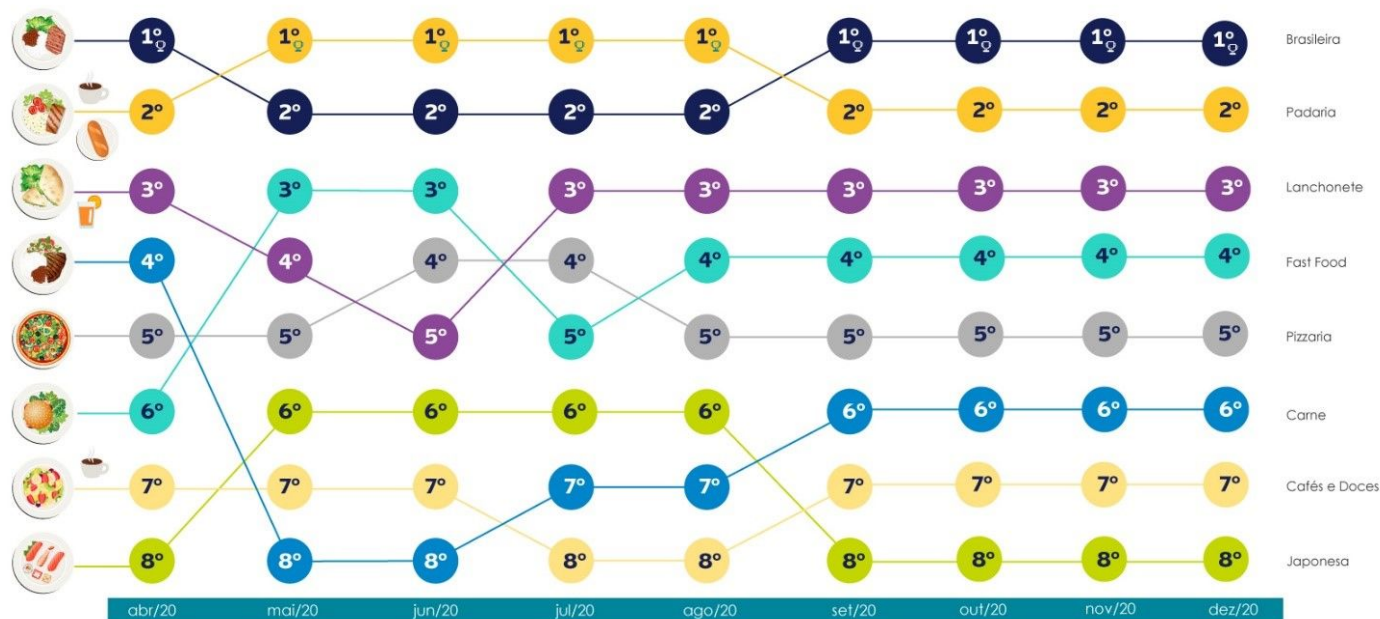 1º 1º 1º 1º 1º 1º 1º 1º 1º Brasileira
2º 2º 2º 2º 2º 2º 2º 2º 2º Padaria
3º 3º 3º 3º 3º 3º 3º 3º 3º Lanchonete
4º 4º 4º 4º 4º 4º 4º 4º 4º Fast Food
5º 5º 5º 5º 5º 5º 5º 5º 5º Pizzaria
6º 6º 6º 6º 6º 6º 6º 6º 6º Carne
7º 7º 7º 7º 7º 7º 7º 7º 7º Cafés e Doces
8º 8º 8º 8º 8º 8º 8º 8º 8º Japonesa
abr/20 mai/20 jun/20 jul/20 ago/20 set/20 out/20 nov/20 dez/20